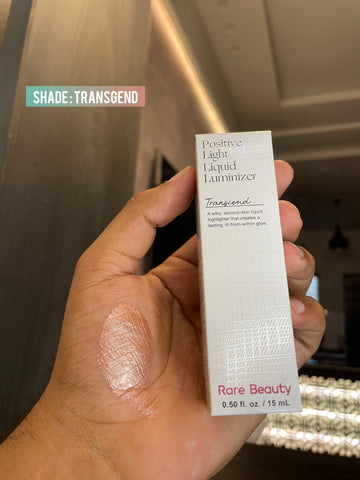 SHADE : TRANSGEND
Positive
Light
Liquid
Luminizer
Transcend
A silky, second-skin liquid
highlighter that creates a
lasting, lit-from-within glow.
Rare Beauty
0.50 fl. oz. / 15 mL